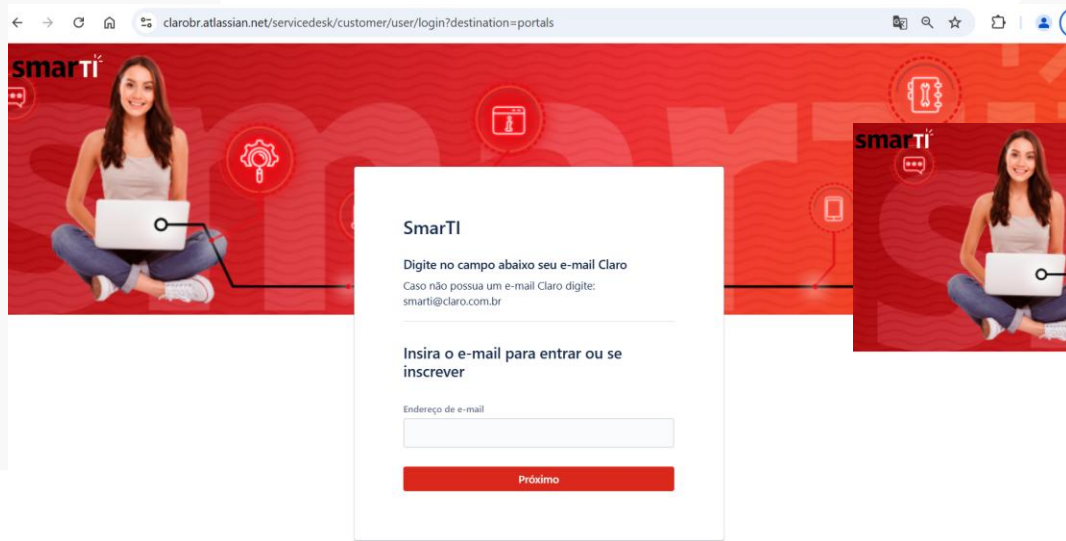 clarobr.atlassian.net/servicedesk/customer/user/login?destination=portals
smarTI
smarti
smarTI
SmarTI
Digite no campo abaixo seu e-mail Claro
Caso não possua um e-mail Claro digite:
smarti@claro.com.br
Insira o e-mail para entrar ou se
inscrever
Endereço de e-mail
Próximo